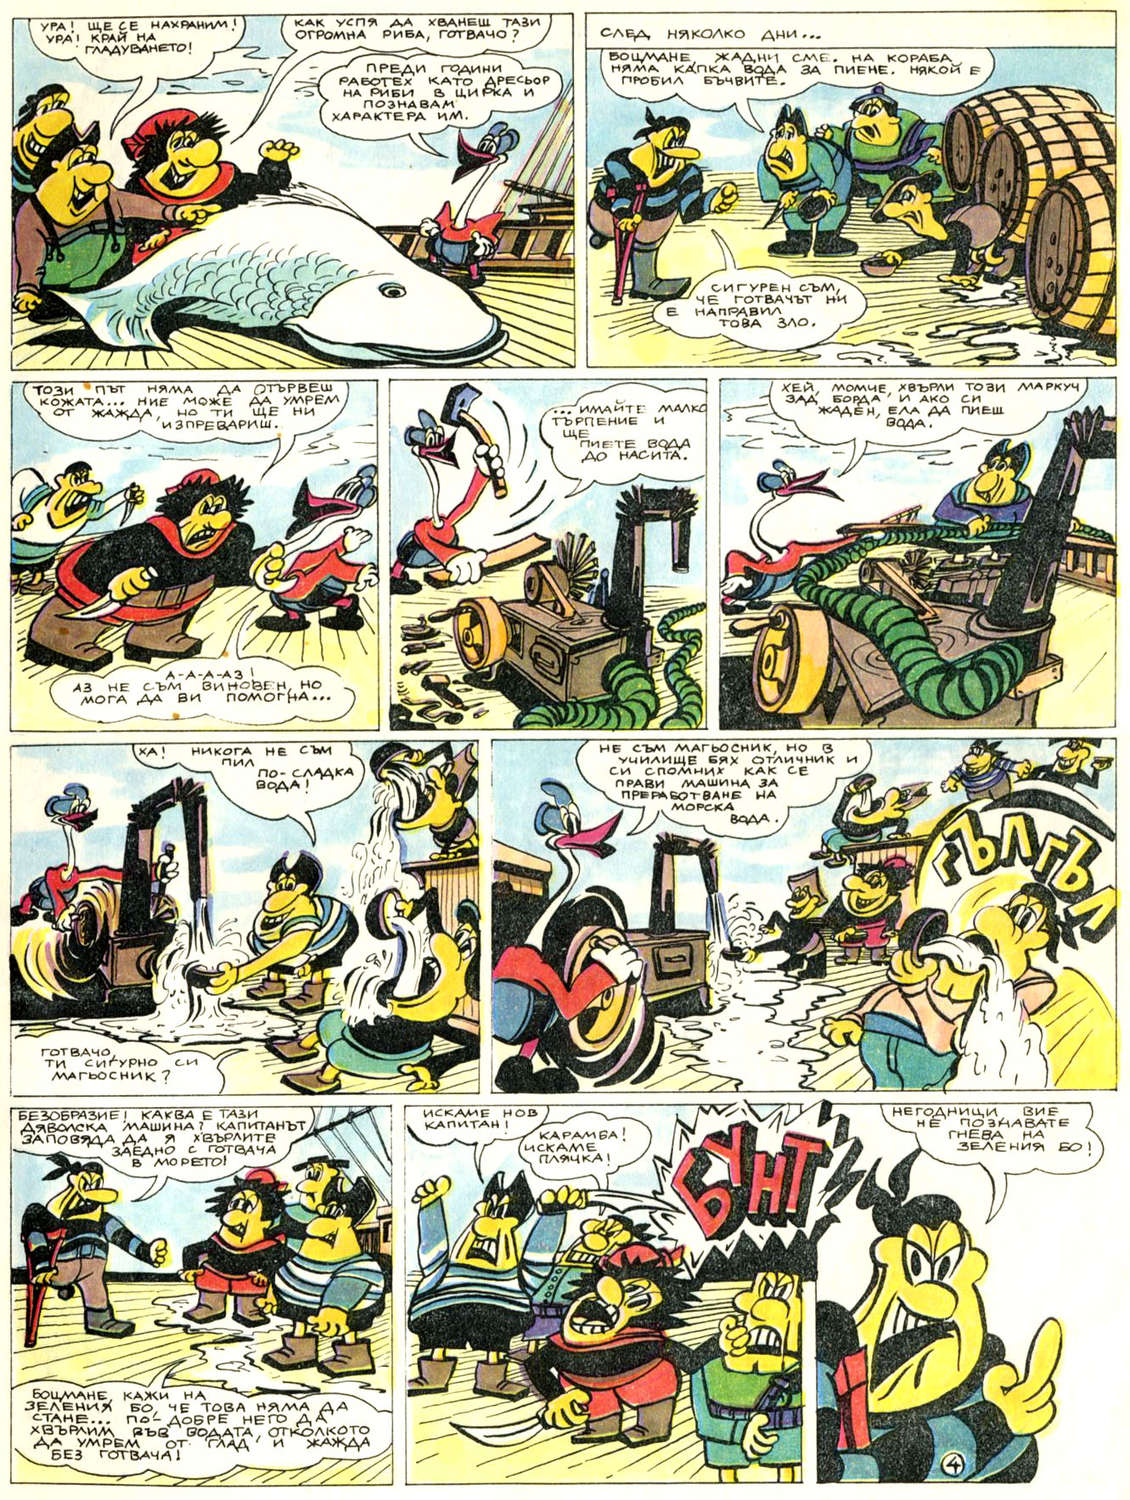 УРА! ЩЕ СЕ НАХРАНИМ!
УРА! КРАЙ НА
ГЛАДУВАНЕТО!
КАК УСПЯ ДА ХВАНЕШ ТАЗИ
ОГРОМНА РИБА, ГОТВАЧО?
ПРЕДИ ГОДИНИ
РАБОТЕХ КАТО ДРЕСЬОР
НА РИБИ В ЦИРКА И
ПОЗНАВАМ
ХАРАКТЕРА ИМ.
СЛЕД НЯКОЛКО ДНИ...
БОЦМАНЕ ЖАДНИ СМЕ. НА КОРАБА
НЯМА КАПКА ВОДА ЗА ПИЕНЕ. НЯКОЙ Е
ПРОБИЛ БЪЧВИТЕ.
СИГУРЕН СЪМ,
ЧЕ ГОТВАЧЪТ НИ
Е НАПРАВИЛ
ТОВА ЗЛО.
ТОЗИ ПЪТ НЯМА ДА ОТЪРВЕШ
КОЖАТА... НИЕ МОЖЕ ДА УМРЕМ
ОТ ЖАЖДА, НО ТИ ЩЕ НИ
ИЗПРЕВАРИШ.
А-А-А-АЗ!
АЗ НЕ СЪМ ВИНОВЕН, НО
МОГА ДА ВИ ПОМОГНА...
...ИМАЙТЕ МАЛКО
ТЪРПЕНИЕ И
ЩЕ
ПИЕТЕ ВОДА
ДО НАСИТА.
ХЕЙ, МОМЧЕ, ХВЪРЛИ ТОЗИ МАРКУЧ
ЗАД БОРДА, И АКО СИ
ЖАДЕН, ЕЛА ДА ПИЕШ
ВОДА.
ХА! НИКОГА НЕ СЪМ
ПИЛ
ПО-СЛАДКА
ВОДА!
ГОТВАЧО,
ТИ СИГУРНО СИ
МАГЬОСНИК?
НЕ СЪМ МАГЬОСНИК, НО В
УЧИЛИЩЕ БЯХ ОТЛИЧНИК И
СИ СПОМНИХ КАК СЕ
ПРАВИ МАШИНА ЗА
ПРЕРАБОТВАНЕ НА
МОРСКА
ВОДА.
ГЪЛГЪЛ
БЕЗОБРАЗИЕ! КАКВА Е ТАЗИ
ДЯВОЛСКА МАШИНА? КАПИТАНЪТ
ЗАПОВЯДА ДА Я ХВЪРЛИТЕ
ЗАЕДНО С ГОТВАЧА
В МОРЕТО!
БОЦМАНЕ, КАЖИ НА
ЗЕЛЕНИЯ БО, ЧЕ ТОВА НЯМА ДА
СТАНЕ... ПО-ДОБРЕ НЕГО ДА
ХВЪРЛИМ ВЪВ ВОДАТА, ОТКОЛКОТО
ДА УМРЕМ ОТ ГЛАД И ЖАЖДА
БЕЗ ГОТВАЧА!
ИСКАМЕ НОВ
КАПИТАН!
КАРАМБА!
ИСКАМЕ
ПЛЯЧКА!
БУНТ
НЕГОДНИЦИ ВИЕ
НЕ ПОЗНАВАТЕ
ГНЕВА НА
ЗЕЛЕНИЯ БО!
4